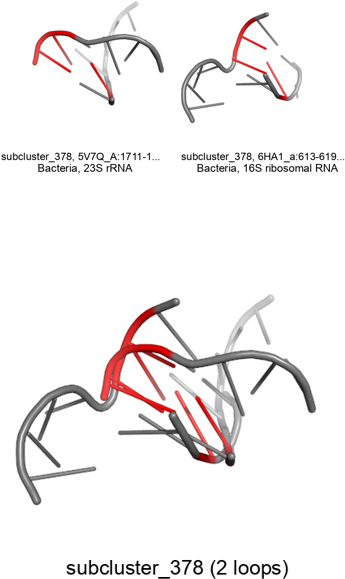 subcluster_378, 5V7Q_A:1711-1...
Bacteria, 23S rRNA
subcluster_378, 6HA1_a:613-619...
Bacteria, 16S ribosomal RNA
subcluster_378 (2 loops)